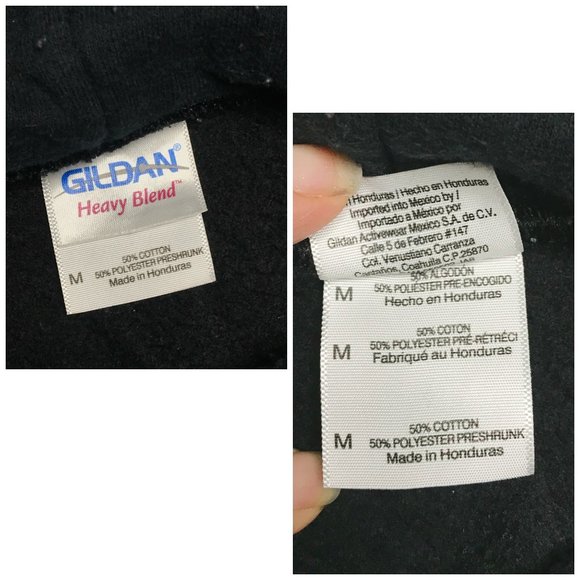 GILDAN®
Heavy Blend™
50% COTTON
M 50% POLYESTER PRESHRUNK
Made in Honduras
Honduras / Hecho en Honduras
Imported into Mexico by /
Importado a México por
Gildan Activewear Mexico S.A. de C.V.
Calle 5 de Febrero #147
Col. Venustiano Carranza
Castaños, Coahuila C.P. 25870
50% ALGODÓN
M 50% POLIÉSTER PRE-ENCOGIDO
Hecho en Honduras
50% COTON
50% POLYESTER PRÉ-RÉTRÉCI
M Fabriqué au Honduras
50% COTTON
M 50% POLYESTER PRESHRUNK
Made in Honduras